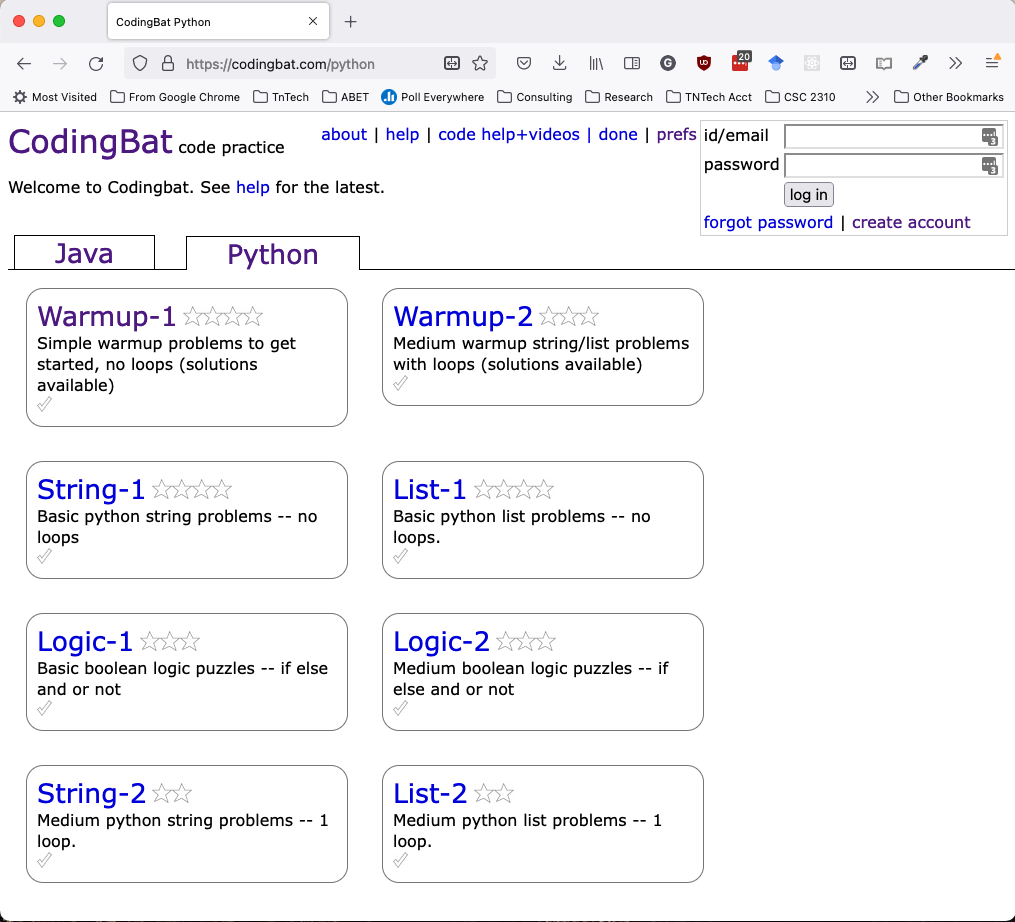 CodingBat Python
https://codingbat.com/python
20
Most Visited From Google Chrome TnTech ABET Poll Everywhere Consulting Research TNTech Acct CSC 2310 Other Bookmarks
CodingBat code practice
about | help | code help+videos | done | prefs
id/email
3
password
3
log in
forgot password | create account
Welcome to Codingbat. See help for the latest.
Java Python
Warmup-1
Simple warmup problems to get
started, no loops (solutions
available)
Warmup-2
Medium warmup string/list problems
with loops (solutions available)
String-1
Basic python string problems -- no
loops
List-1
Basic python list problems -- no
loops.
Logic-1
Basic boolean logic puzzles -- if else
and or not
Logic-2
Medium boolean logic puzzles -- if
else and or not
String-2
Medium python string problems -- 1
loop.
List-2
Medium python list problems -- 1
loop.